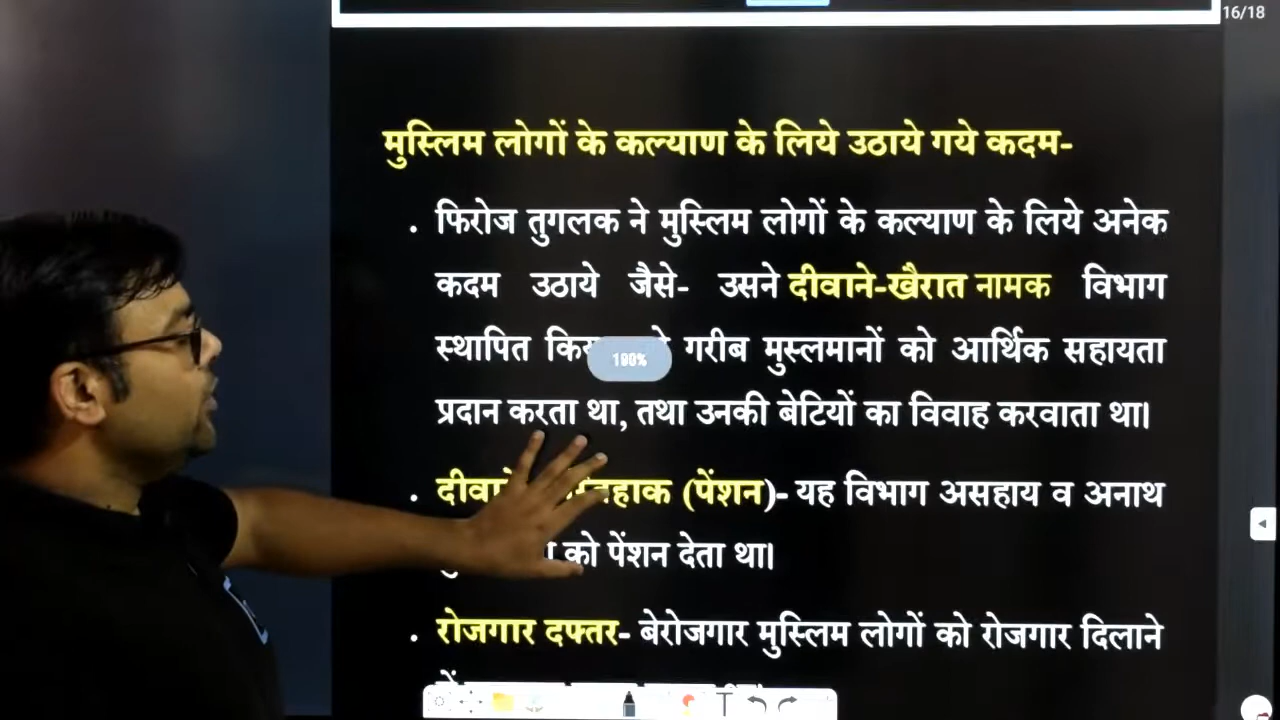 16/18
मुस्लिम लोगों के कल्याण के लिये उठाये गये कदम-
. फिरोज तुगलक ने मुस्लिम लोगों के कल्याण के लिये अनेक
कदम उठाये जैसे- उसने दीवाने-खैरात नामक विभाग
स्थापित गरीब मुस्लमानों को आर्थिक सहायता
190%
प्रदान करता था, तथा उनकी बेटियों का विवाह करवाता था।
. (पेंशन)- यह विभाग असहाय व अनाथ
को पेंशन देता था।
. रोजगार दफ्तर- बेरोजगार मुस्लिम लोगों को रोजगार दिलाने
T